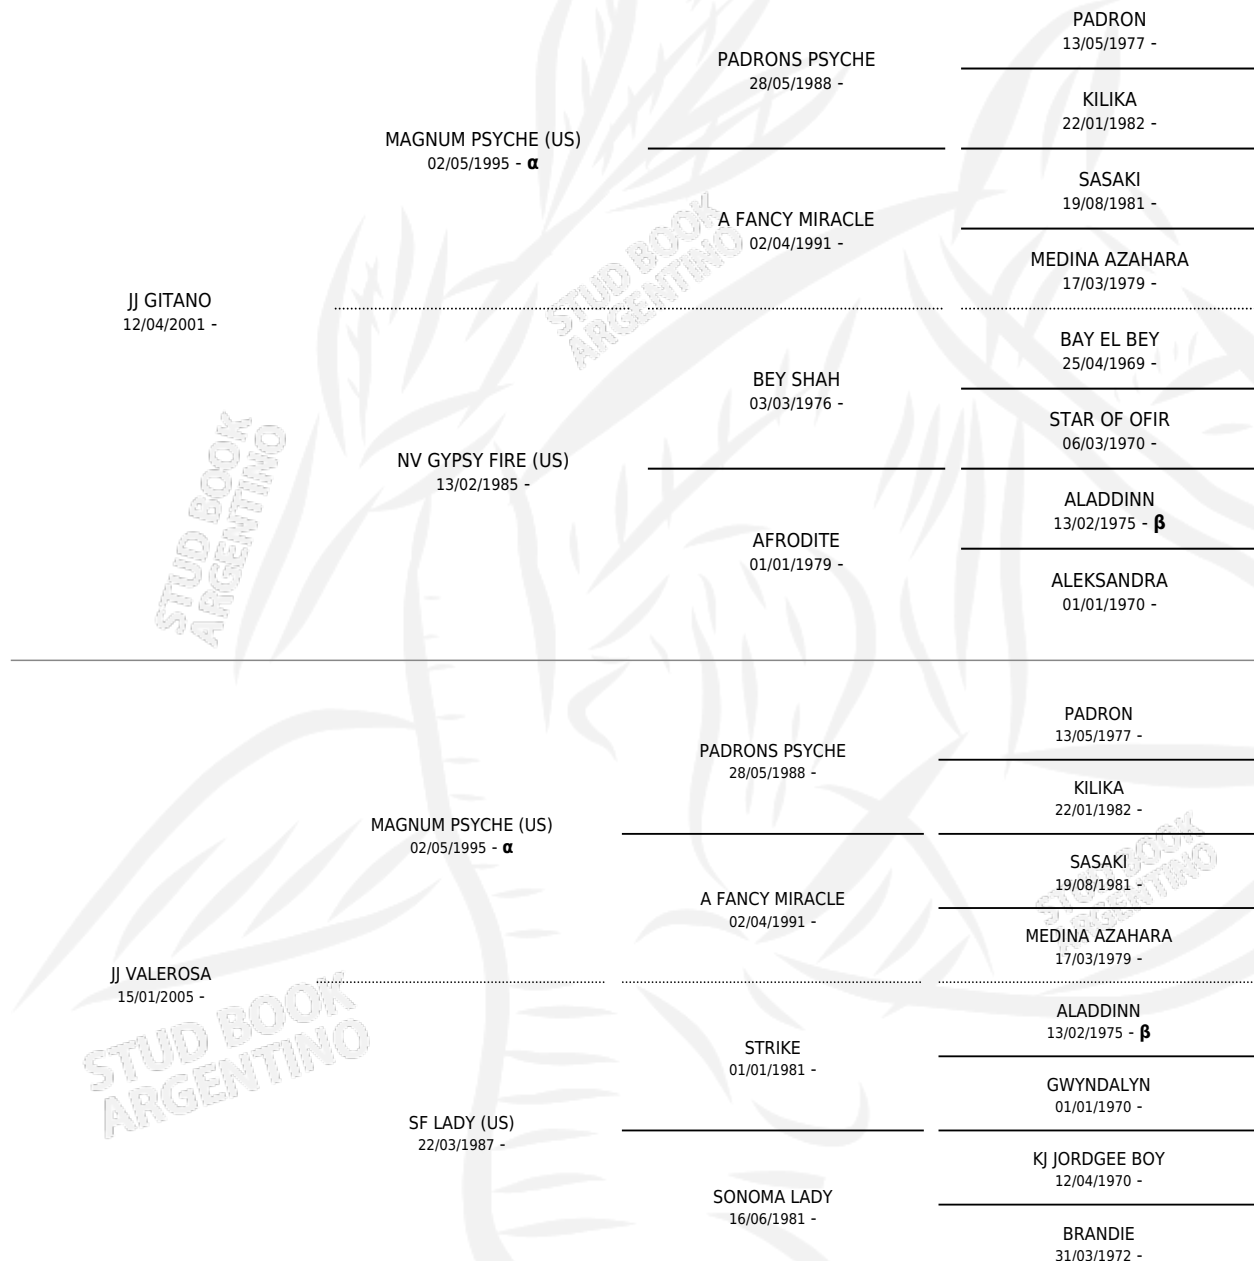 PADRON
13/05/1977 -
PADRONS PSYCHE
28/05/1988 -
KILIKA
22/01/1982 -
MAGNUM PSYCHE (US)
02/05/1995 - α
SASAKI
19/08/1981 -
A FANCY MIRACLE
02/04/1991 -
MEDINA AZAHARA
17/03/1979 -
JJ GITANO
12/04/2001 -
BAY EL BEY
25/04/1969 -
BEY SHAH
03/03/1976 -
STAR OF OFIR
06/03/1970 -
NV GYPSY FIRE (US)
13/02/1985 -
ALADDINN
13/02/1975 - β
AFRODITE
01/01/1979 -
ALEKSANDRA
01/01/1970 -
STUD BOOK
ARGENTINO
STUD BOOK
ARGENTINO
PADRON
13/05/1977 -
PADRONS PSYCHE
28/05/1988 -
KILIKA
22/01/1982 -
MAGNUM PSYCHE (US)
02/05/1995 - α
SASAKI
19/08/1981 -
A FANCY MIRACLE
02/04/1991 -
MEDINA AZAHARA
17/03/1979 -
JJ VALEROSA
15/01/2005 -
ALADDINN
13/02/1975 - β
STRIKE
01/01/1981 -
GWYNDALYN
01/01/1970 -
SF LADY (US)
22/03/1987 -
KJ JORDGEE BOY
12/04/1970 -
SONOMA LADY
16/06/1981 -
BRANDIE
31/03/1972 -
STUD BOOK
ARGENTINO
STUD BOOK
ARGENTINO